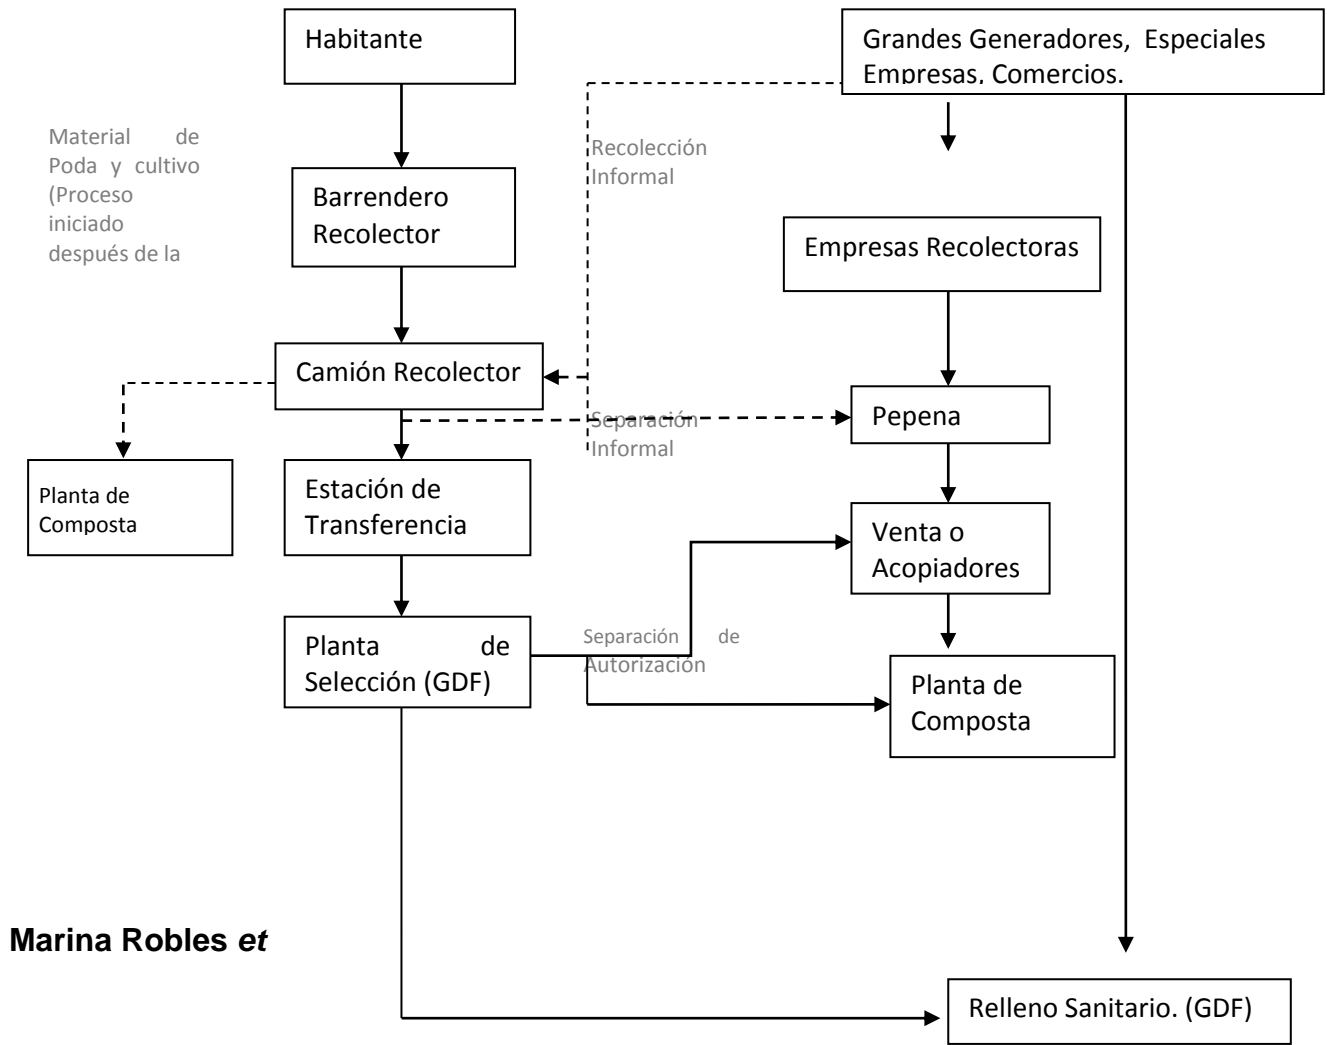 Habitante
Grandes Generadores, Especiales
Empresas, Comercios.
Material de
Poda y cultivo
(Proceso
iniciado
después de la
Recolección
Informal
Barrendero
Recolector
Empresas Recolectoras
Camión Recolector
Pepena
Separación
Informal
Planta de
Composta
Estación de
Transferencia
Venta o
Acopiadores
Planta de
Selección (GDF)
Separación de
Autorización
Planta de
Composta
Marina Robles et
Relleno Sanitario. (GDF)